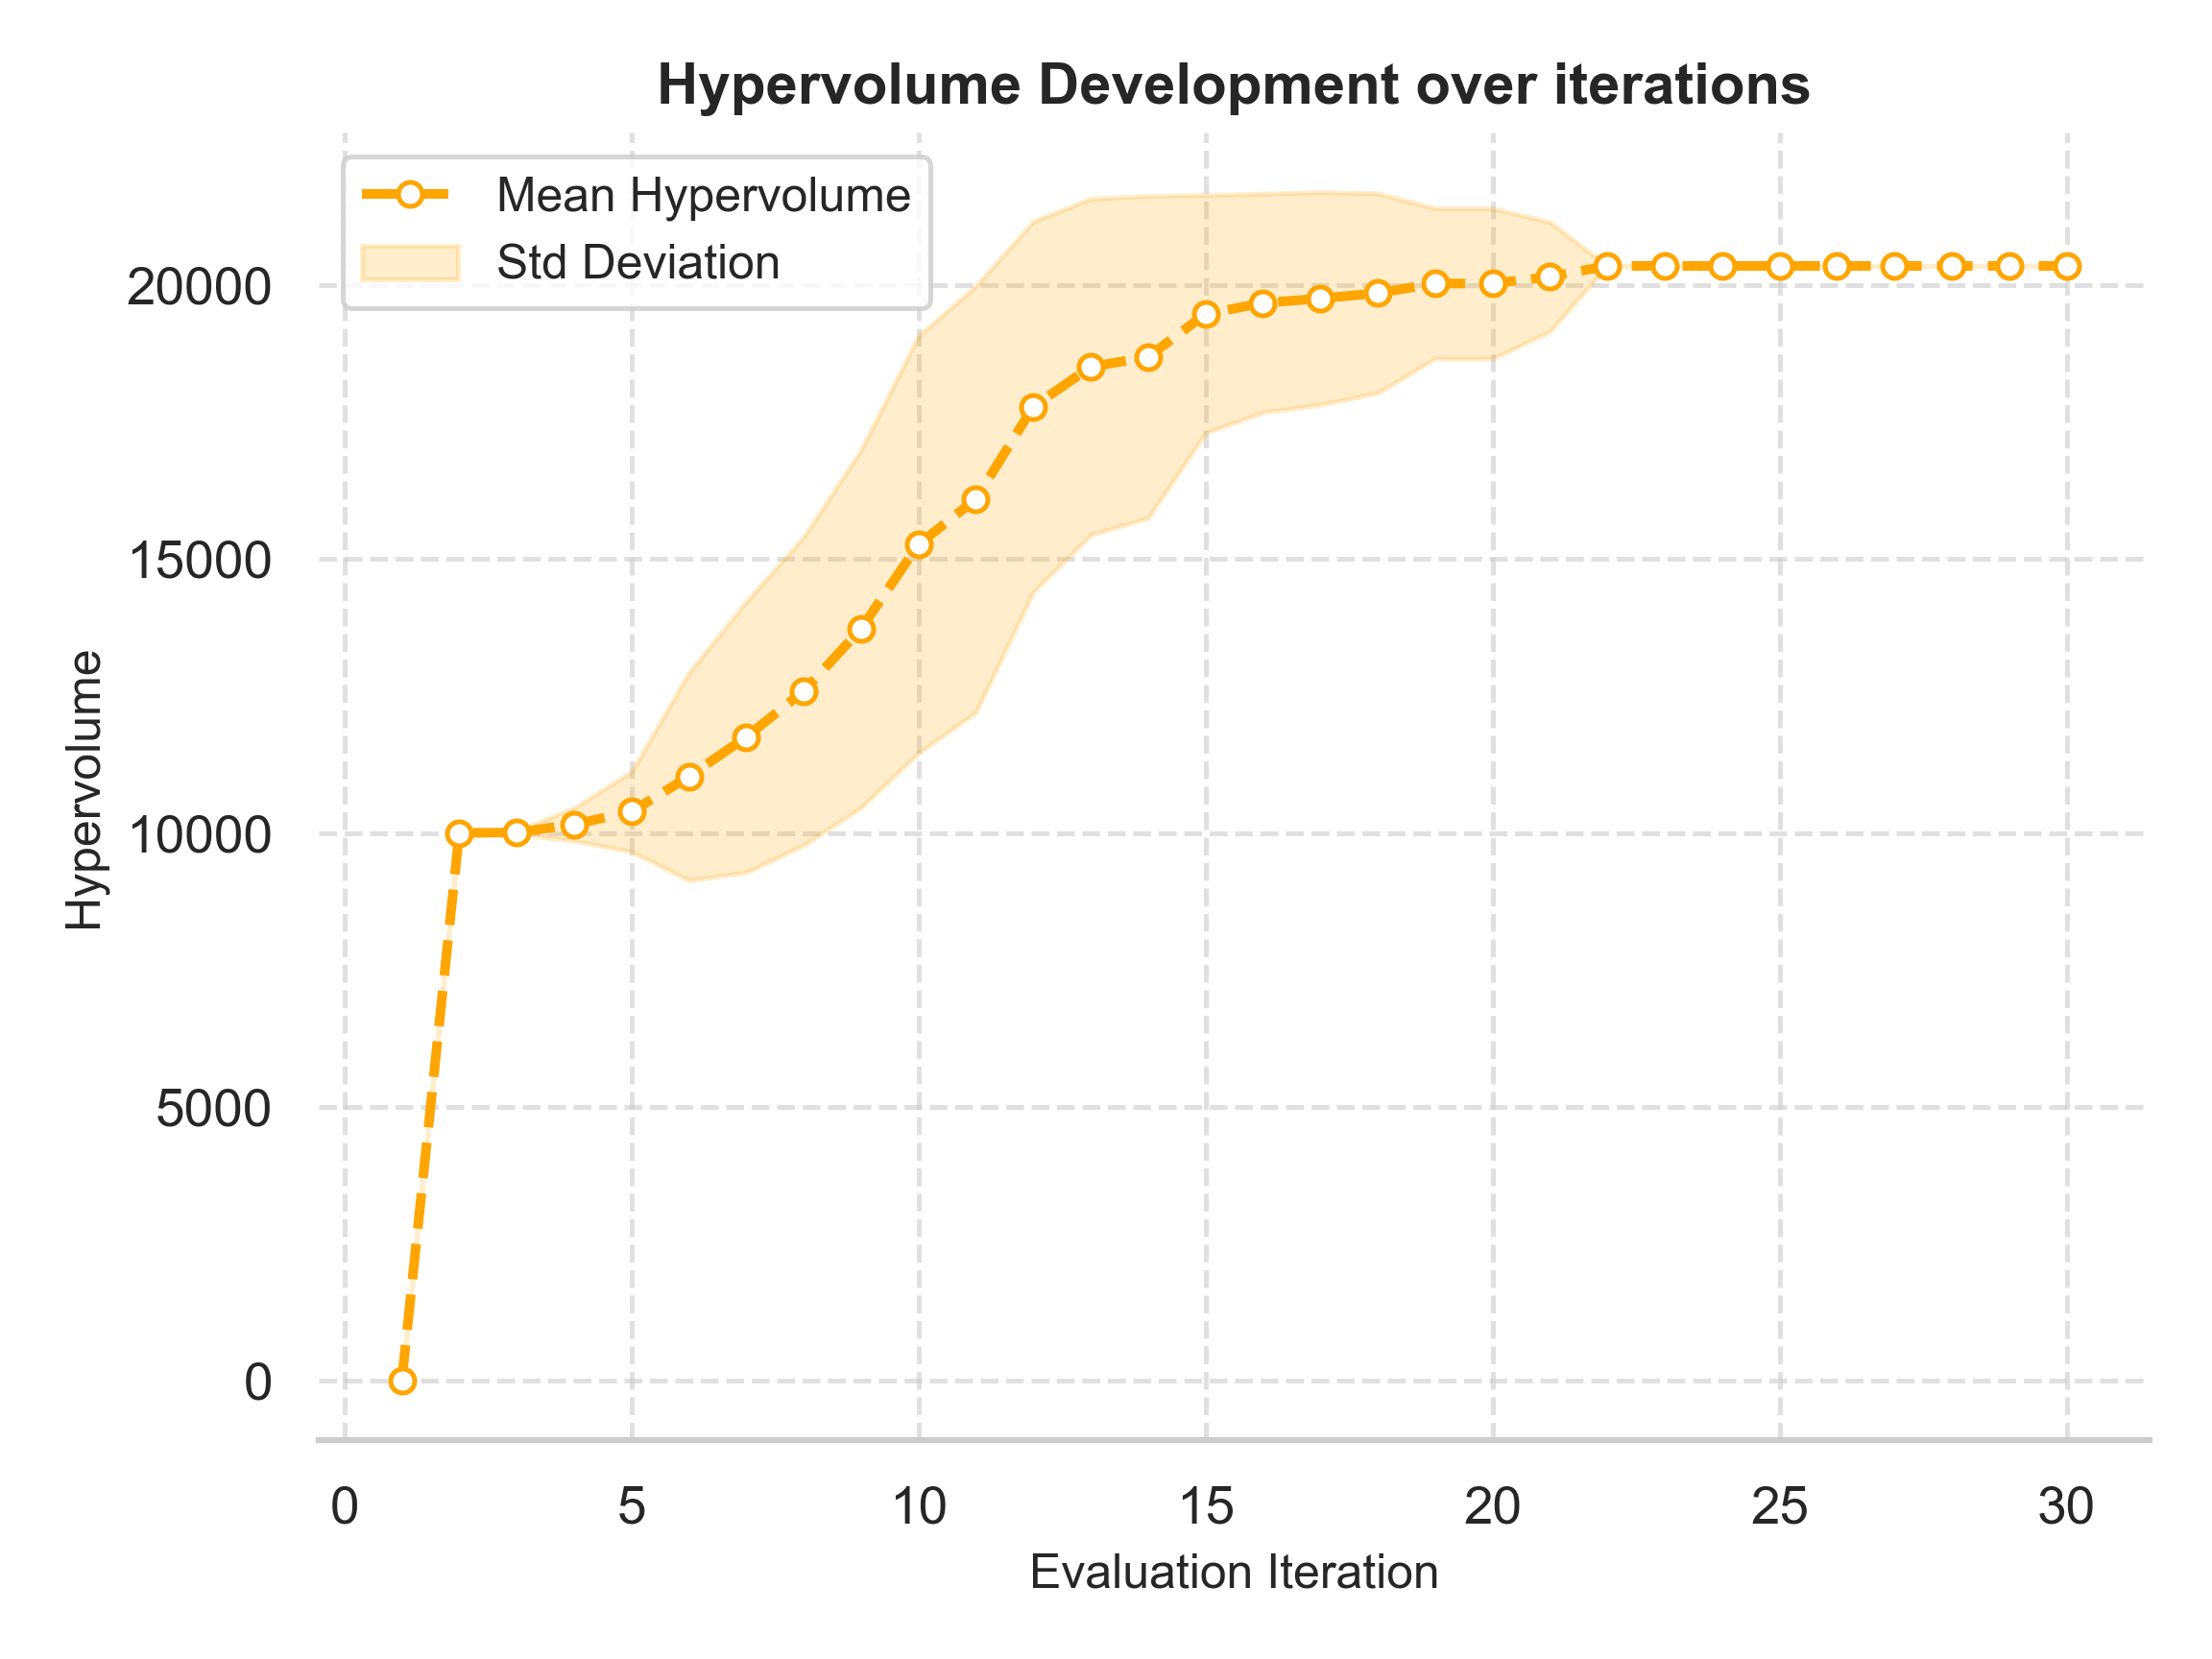 Hypervolume Development over iterations
Mean Hypervolume
Std Deviation
20000
15000
10000
5000
0
Hypervolume
0 5 10 15 20 25 30
Evaluation Iteration